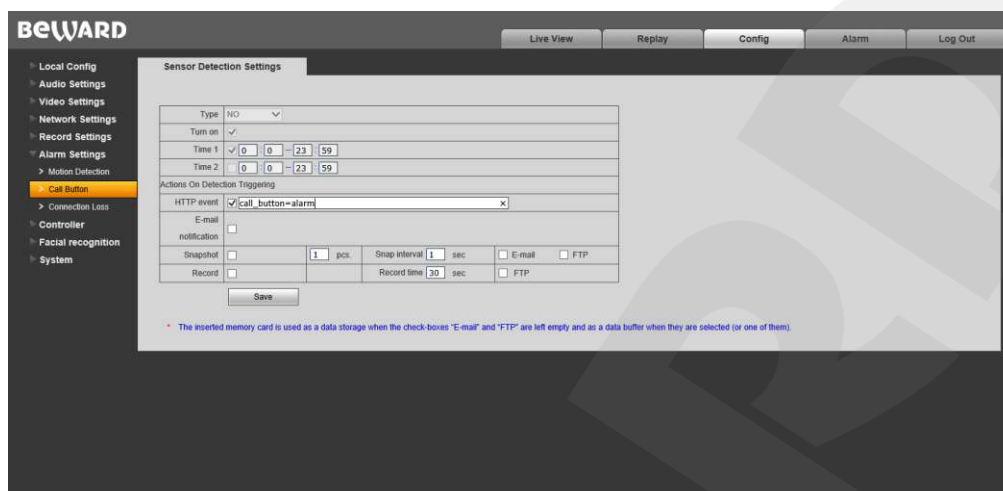 BEWARD
Live View Replay Config Alarm Log Out
Local Config
Audio Settings
Video Settings
Network Settings
Record Settings
Alarm Settings
> Motion Detection
> Call Button
> Connection Loss
Controller
Facial recognition
System
Sensor Detection Settings
Type NO
Turn on
Time 1 0 : 0 – 23 : 59
Time 2 0 : 0 – 23 : 59
Actions On Detection Triggering
HTTP event call_button=alarm x
E-mail
notification
Snapshot 1 pcs. Snap interval 1 sec E-mail FTP
Record Record time 30 sec FTP
Save
* The inserted memory card is used as a data storage when the check-boxes "E-mail" and "FTP" are left empty and as a data buffer when they are selected (or one of them).